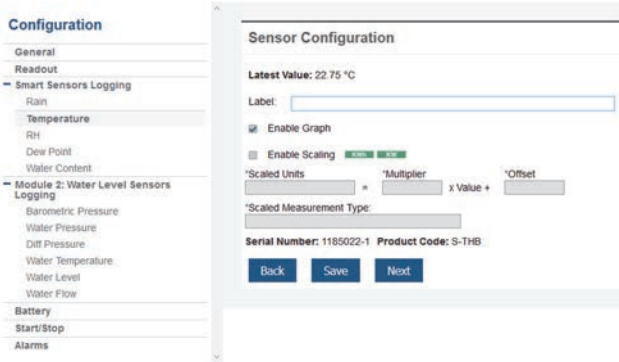 Configuration
General
Readout
Smart Sensors Logging
Rain
Temperature
RH
Dew Point
Water Content
Module 2: Water Level Sensors
Logging
Barometric Pressure
Water Pressure
Diff Pressure
Water Temperature
Water Level
Water Flow
Battery
Start/Stop
Alarms
Sensor Configuration
Latest Value: 22.75 °C
Label:
Enable Graph
Enable Scaling
*Scaled Units *Multiplier *Offset
= x Value +
*Scaled Measurement Type:
Serial Number: 1185022-1 Product Code: S-THB
Back Save Next